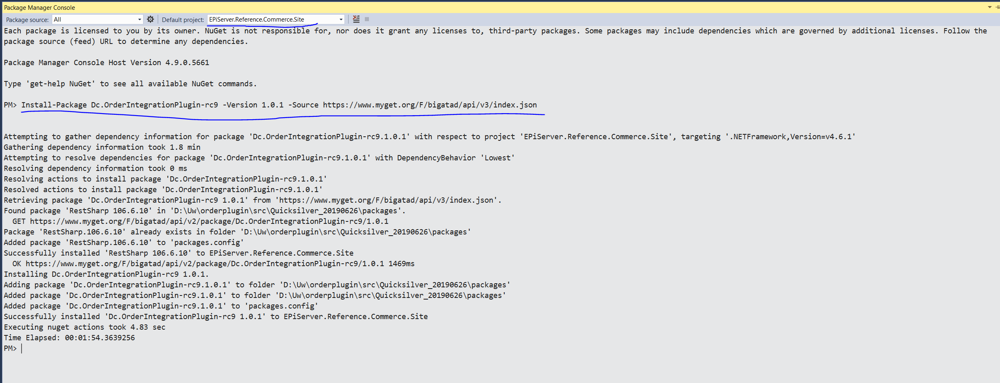 Package Manager Console
Package source: All Default project: EPiServer.Reference.Commerce.Site
Each package is licensed to you by its owner. NuGet is not responsible for, nor does it grant any licenses to, third-party packages. Some packages may include dependencies which are governed by additional licenses. Follow the
package source (feed) URL to determine any dependencies.
Package Manager Console Host Version 4.9.0.5661
Type 'get-help NuGet' to see all available NuGet commands.
PM> Install-Package Dc.OrderIntegrationPlugin-rc9 -Version 1.0.1 -Source https://www.myget.org/F/bigatad/api/v3/index.json
Attempting to gather dependency information for package 'Dc.OrderIntegrationPlugin-rc9.1.0.1' with respect to project 'EPiServer.Reference.Commerce.Site', targeting '.NETFramework,Version=v4.6.1'
Gathering dependency information took 1.8 min
Attempting to resolve dependencies for package 'Dc.OrderIntegrationPlugin-rc9.1.0.1' with DependencyBehavior 'Lowest'
Resolving dependency information took 0 ms
Resolving actions to install package 'Dc.OrderIntegrationPlugin-rc9.1.0.1'
Resolved actions to install package 'Dc.OrderIntegrationPlugin-rc9.1.0.1'
Retrieving package 'Dc.OrderIntegrationPlugin-rc9 1.0.1' from 'https://www.myget.org/F/bigatad/api/v3/index.json'.
Found package 'RestSharp 106.6.10' in 'D:\Uw\orderplugin\src\Quicksilver_20190626\packages'.
GET https://www.myget.org/F/bigatad/api/v2/package/Dc.OrderIntegrationPlugin-rc9/1.0.1
Package 'RestSharp.106.6.10' already exists in folder 'D:\Uw\orderplugin\src\Quicksilver_20190626\packages'
Added package 'RestSharp.106.6.10' to 'packages.config'
Successfully installed 'RestSharp 106.6.10' to EPiServer.Reference.Commerce.Site
OK https://www.myget.org/F/bigatad/api/v2/package/Dc.OrderIntegrationPlugin-rc9/1.0.1 1469ms
Installing Dc.OrderIntegrationPlugin-rc9 1.0.1.
Adding package 'Dc.OrderIntegrationPlugin-rc9.1.0.1' to folder 'D:\Uw\orderplugin\src\Quicksilver_20190626\packages'
Added package 'Dc.OrderIntegrationPlugin-rc9.1.0.1' to folder 'D:\Uw\orderplugin\src\Quicksilver_20190626\packages'
Added package 'Dc.OrderIntegrationPlugin-rc9.1.0.1' to 'packages.config'
Successfully installed 'Dc.OrderIntegrationPlugin-rc9 1.0.1' to EPiServer.Reference.Commerce.Site
Executing nuget actions took 4.83 sec
Time Elapsed: 00:01:54.3639256
PM>